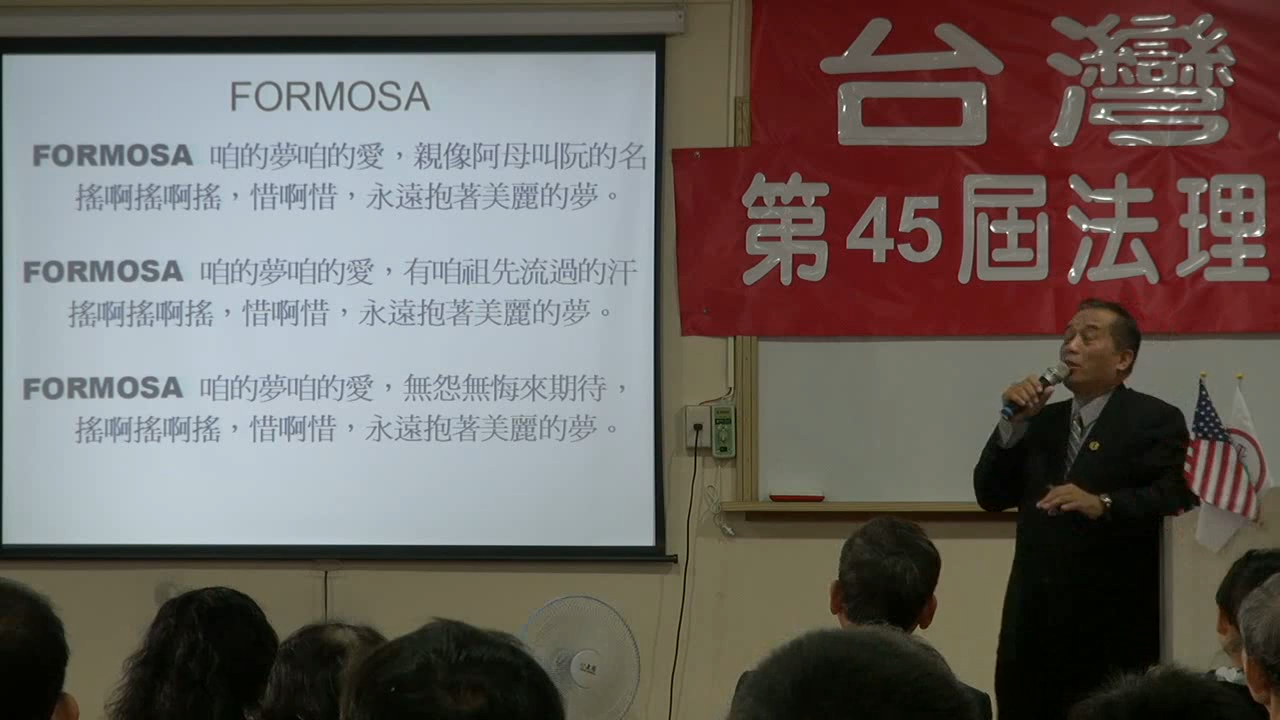 FORMOSA
FORMOSA 咱的夢咱的愛，親像阿母叫阮的名
搖啊搖啊搖，惜啊惜，永遠抱著美麗的夢。
FORMOSA 咱的夢咱的愛，有咱祖先流過的汗
搖啊搖啊搖，惜啊惜，永遠抱著美麗的夢。
FORMOSA 咱的夢咱的愛，無怨無悔來期待，
搖啊搖啊搖，惜啊惜，永遠抱著美麗的夢。
台灣
第45屆法理